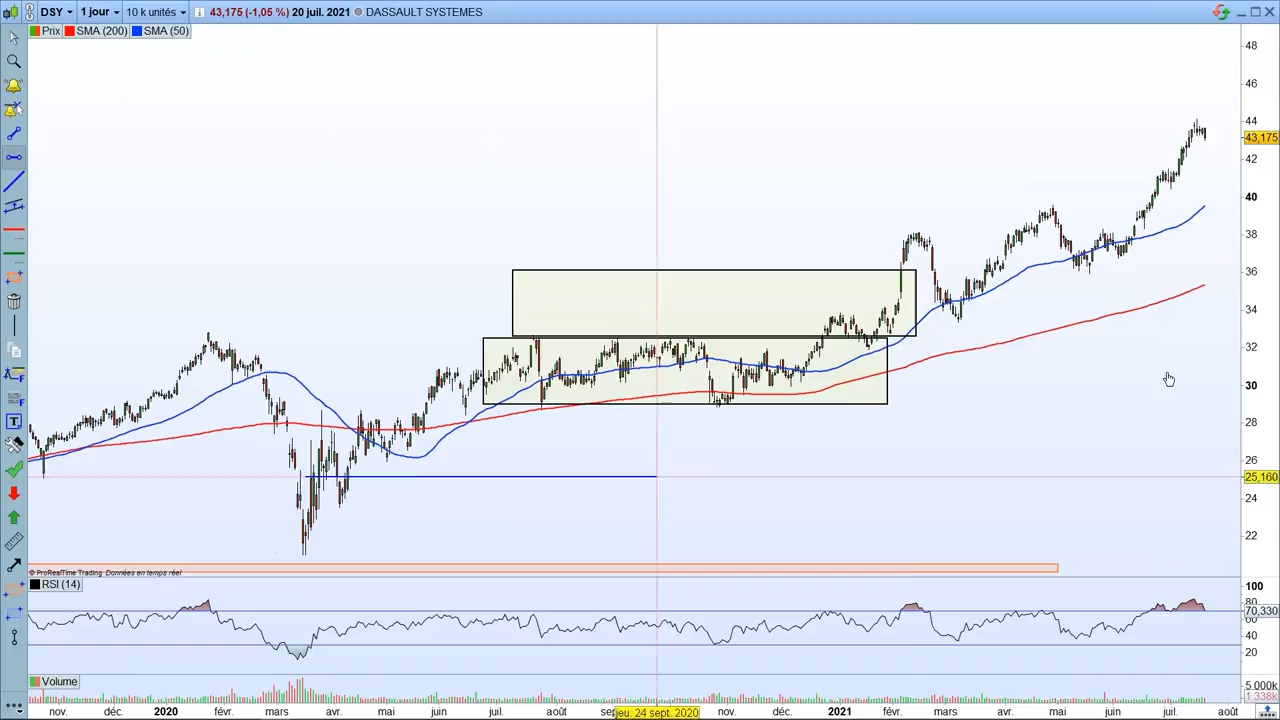 DSY 1 jour 10 k unités 43,175 (-1,05 %) 20 juil. 2021 DASSAULT SYSTEMES
Prix SMA (200) SMA (50)
48
46
44
43,175
42
40
38
36
34
32
30
28
26
25,160
24
22
© ProRealTime Trading Données en temps réel
RSI (14)
100
80
70,330
60
40
20
Volume
5,000k
1.338k
nov. déc. 2020 févr. mars avr. mai juin juil. août jeu. 24 sept. 2020 nov. déc. 2021 févr. mars avr. mai juin juil. août